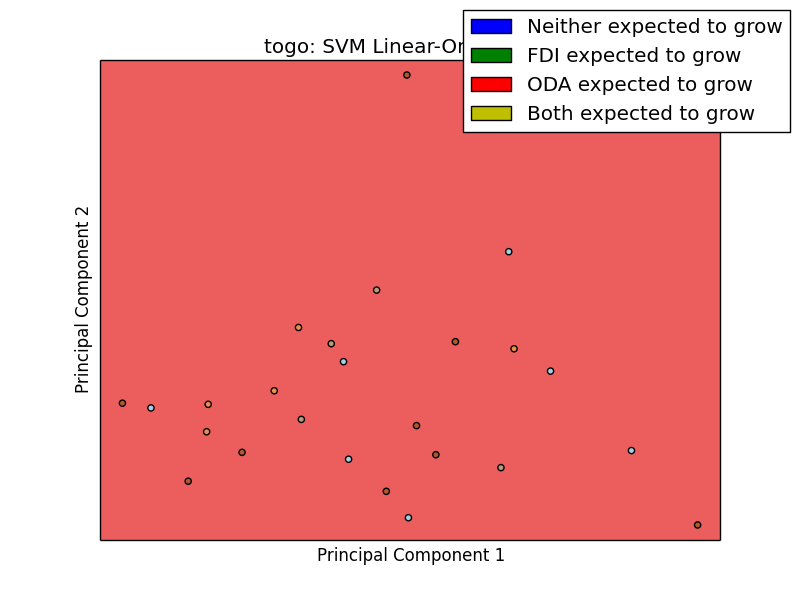 togo: SVM Linear-Or
Neither expected to grow
FDI expected to grow
ODA expected to grow
Both expected to grow
Principal Component 2
Principal Component 1